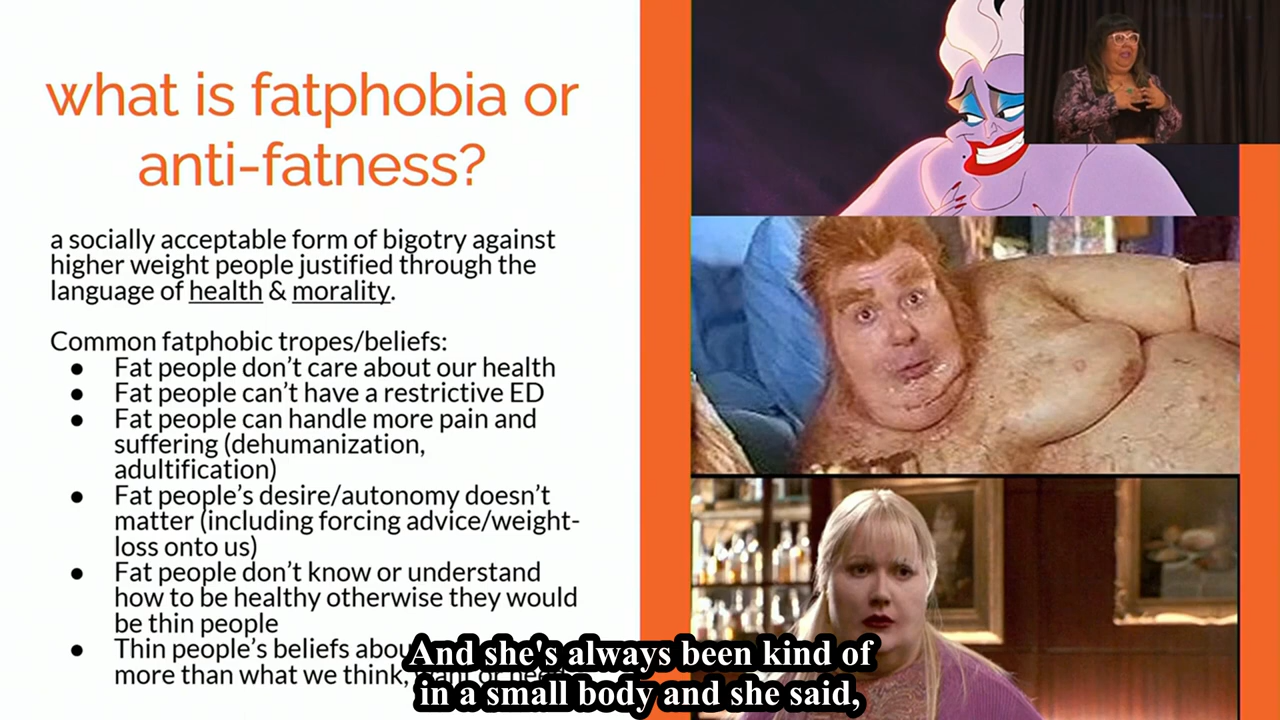 what is fatphobia or
anti-fatness?
a socially acceptable form of bigotry against
higher weight people justified through the
language of health & morality.
Common fatphobic tropes/beliefs:
● Fat people don’t care about our health
● Fat people can’t have a restrictive ED
● Fat people can handle more pain and
suffering (dehumanization,
adultification)
● Fat people’s desire/autonomy doesn’t
matter (including forcing advice/weight-
loss onto us)
● Fat people don’t know or understand
how to be healthy otherwise they would
be thin people
● Thin people’s beliefs
more than what we think,
And she's always been kind of
in a small body and she said,